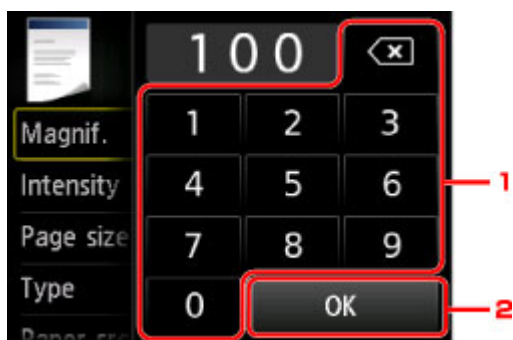 100
Magnif.
1 2 3
Intensity
4 5 6
1
Page size
7 8 9
Type
0 OK
2